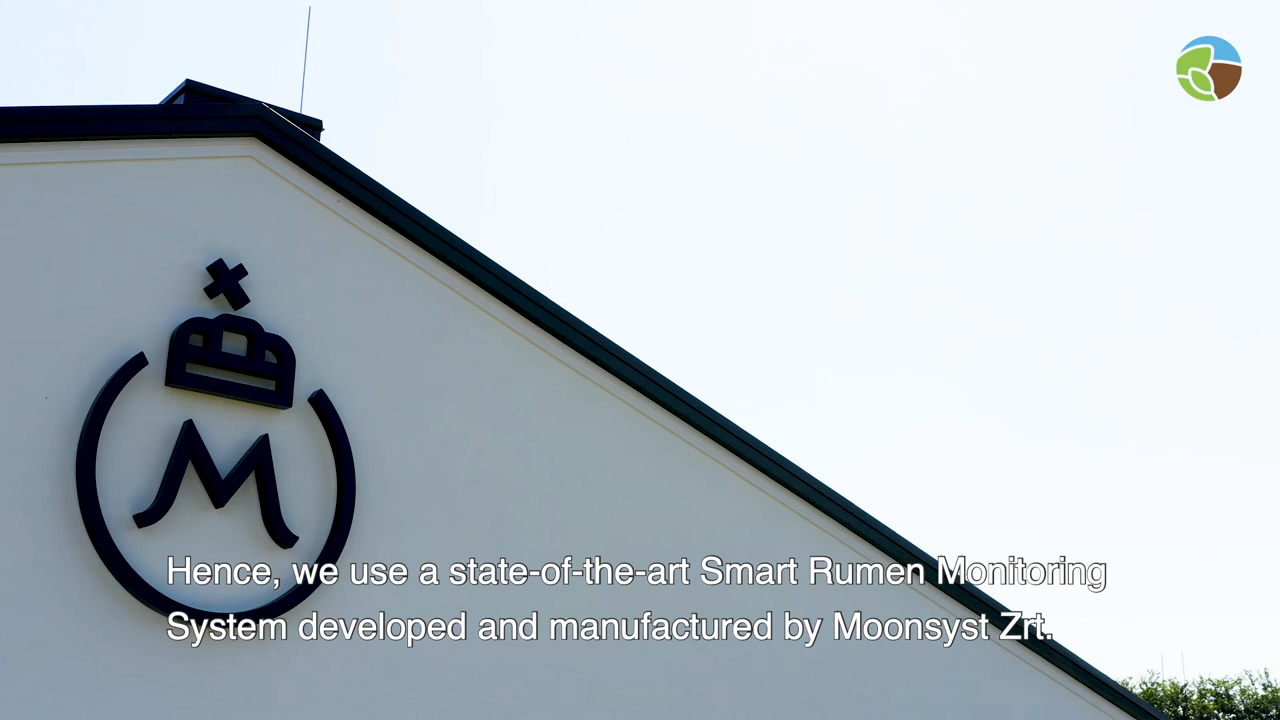 M
Hence, we use a state-of-the-art Smart Rumen Monitoring
System developed and manufactured by Moonsyst Zrt.